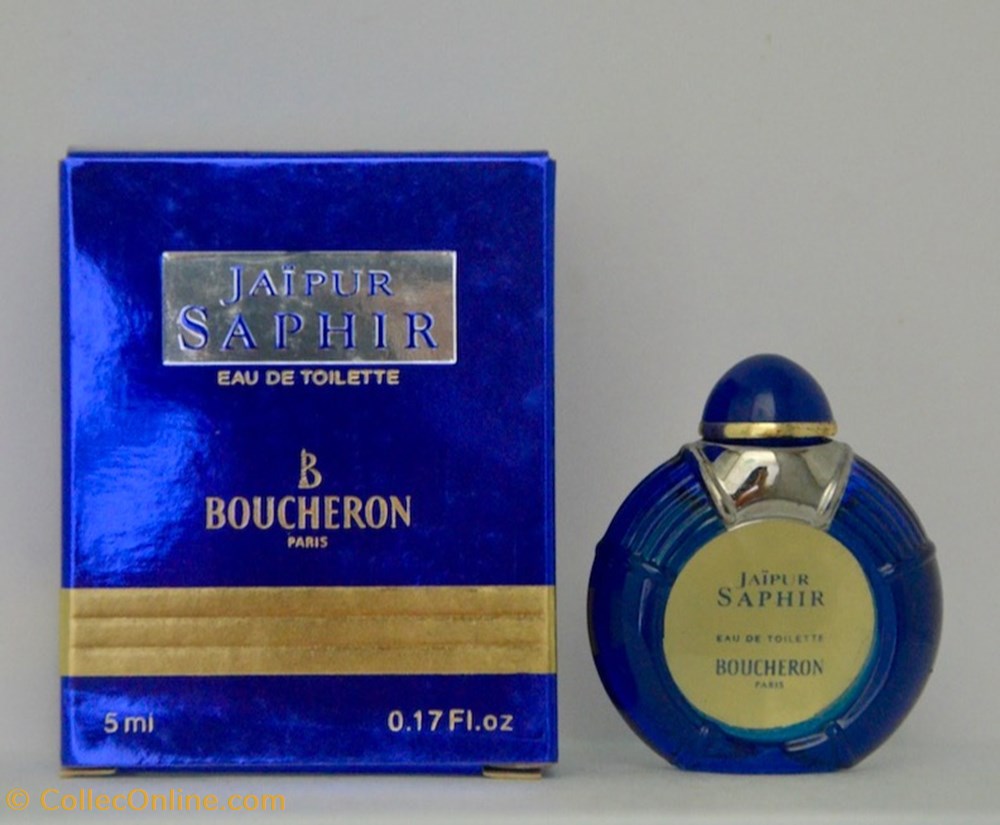 JAÏPUR
SAPHIR
EAU DE TOILETTE
B
BOUCHERON
PARIS
5 ml
0.17 Fl.oz
JAÏPUR
SAPHIR
EAU DE TOILETTE
BOUCHERON
PARIS
© CollecOnline.com